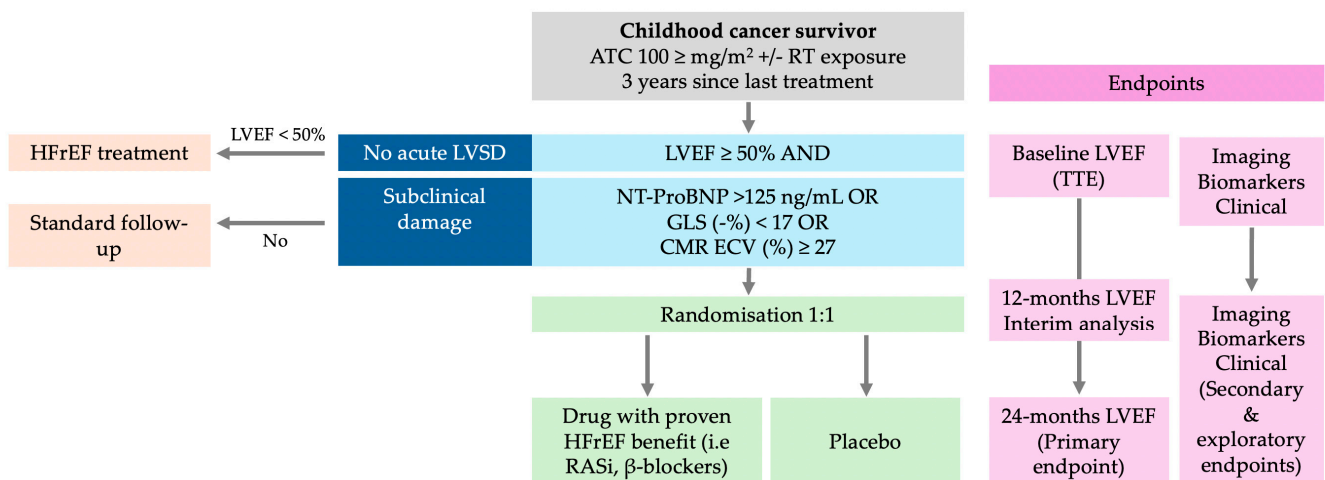 Childhood cancer survivor
ATC 100 ≥ mg/m² +/- RT exposure
3 years since last treatment
Endpoints
LVEF < 50%
HFrEF treatment
No acute LVSD
LVEF ≥ 50% AND
Subclinical
damage
NT-ProBNP >125 ng/mL OR
GLS (-%) < 17 OR
CMR ECV (%) ≥ 27
Standard follow-
up
No
Randomisation 1:1
Drug with proven
HFrEF benefit (i.e
RASi, β-blockers)
Placebo
Baseline LVEF
(TTE)
12-months LVEF
Interim analysis
24-months LVEF
(Primary
endpoint)
Imaging
Biomarkers
Clinical
Imaging
Biomarkers
Clinical
(Secondary
&
exploratory
endpoints)